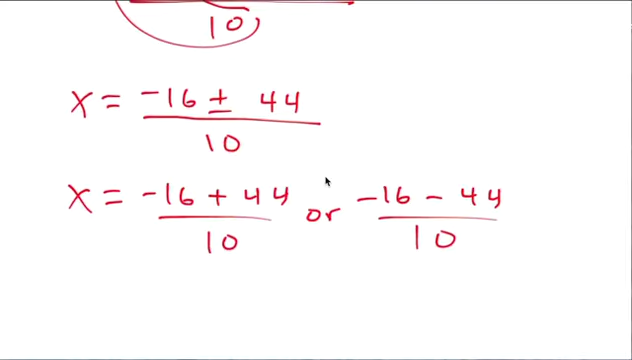 10
x = -16 ± 44
10
x = -16 + 44 or -16 - 44
10 10